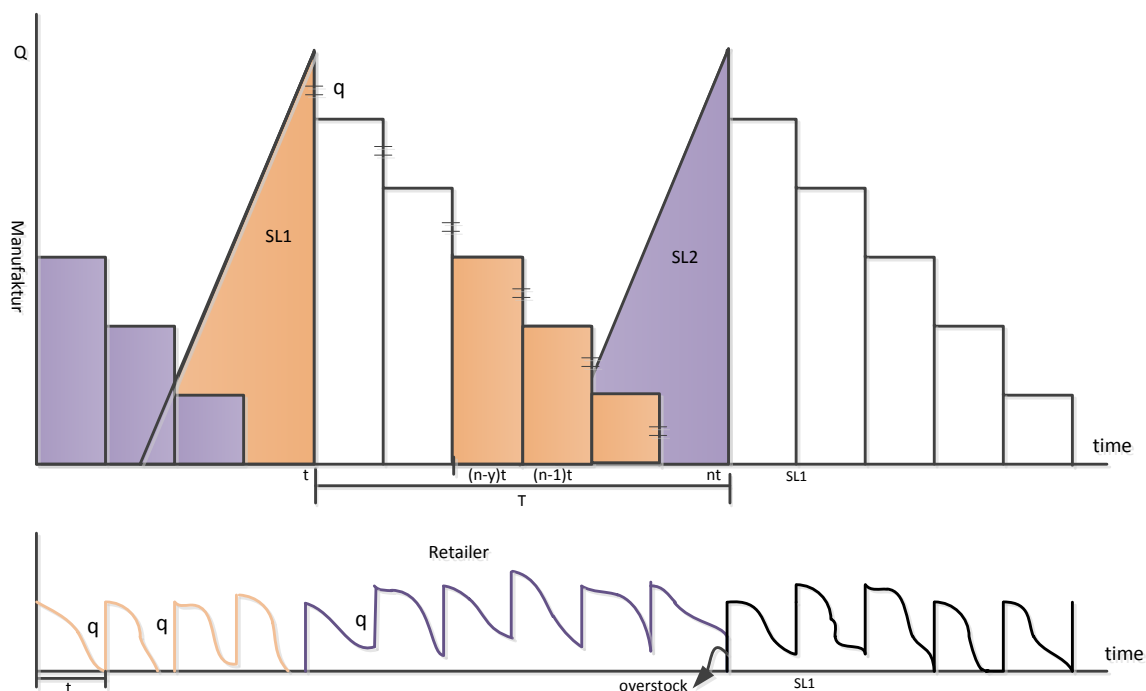 Q
q
Manufaktur
SL1
SL2
time
t
(n-y)t
(n-1)t
nt
SL1
T
Retailer
q
q
q
time
t
overstock
SL1